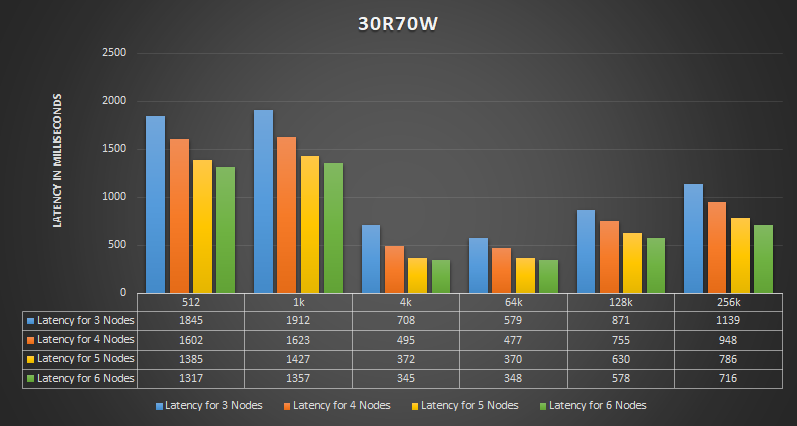 30R70W
LATENCY IN MILLISECONDS
2500
2000
1500
1000
500
0
512 1k 4k 64k 128k 256k
Latency for 3 Nodes 1845 1912 708 579 871 1139
Latency for 4 Nodes 1602 1623 495 477 755 948
Latency for 5 Nodes 1385 1427 372 370 630 786
Latency for 6 Nodes 1317 1357 345 348 578 716
Latency for 3 Nodes Latency for 4 Nodes Latency for 5 Nodes Latency for 6 Nodes